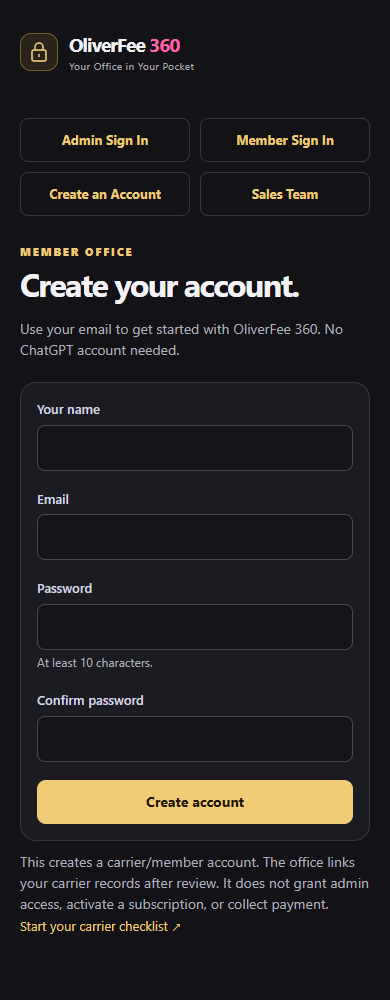 OliverFee 360
Your Office in Your Pocket
Admin Sign In
Member Sign In
Create an Account
Sales Team
MEMBER OFFICE
Create your account.
Use your email to get started with OliverFee 360. No
ChatGPT account needed.
Your name
Email
Password
At least 10 characters.
Confirm password
Create account
This creates a carrier/member account. The office links
your carrier records after review. It does not grant admin
access, activate a subscription, or collect payment.
Start your carrier checklist ↗